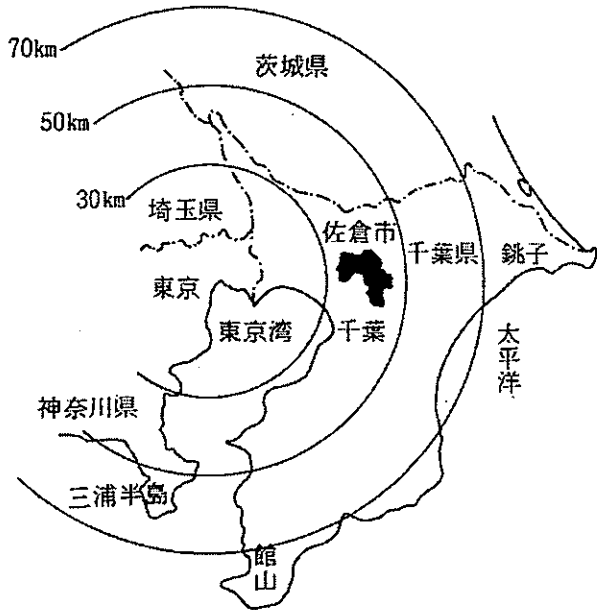 70km
茨城県
50km
30km
埼玉県
佐倉市
千葉県
銚子
東京
東京湾
千葉
太平洋
神奈川県
三浦半島
館山